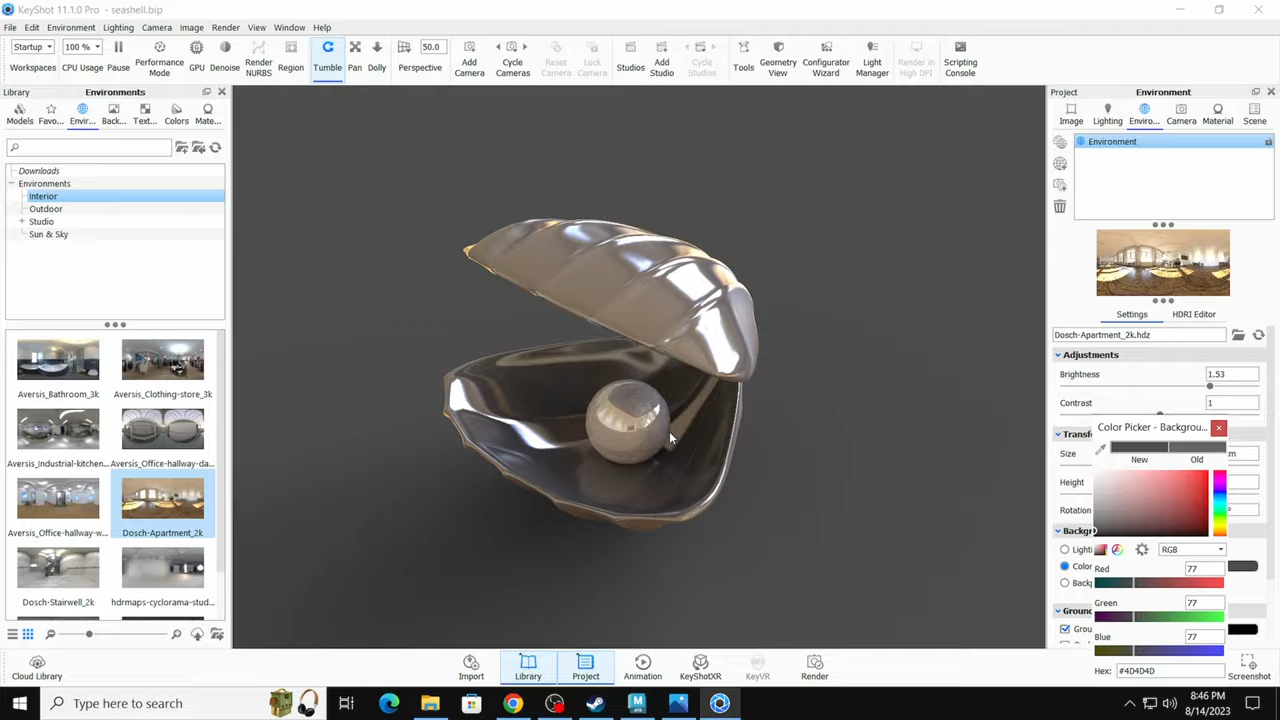 KeyShot 11.1.0 Pro - seashell.bip
File Edit Environment Lighting Camera Image Render View Window Help
Startup 100 % 50.0
Workspaces CPU Usage Pause Performance Mode GPU Denoise Render NURBS Region Tumble Pan Dolly Perspective Add Camera Cycle Cameras Reset Camera Lock Camera Studios Add Studio Cycle Studios Tools Geometry View Configurator Wizard Light Manager Render in High DPI Scripting Console
Library Environments
Models Favo... Envir... Back... Text... Colors Mate...
Downloads
Environments
Interior
Outdoor
Studio
Sun & Sky
Aversis_Bathroom_3k Aversis_Clothing-store_3k
Aversis_Industrial-kitchen... Aversis_Office-hallway-da...
Aversis_Office-hallway-w... Dosch-Apartment_2k
Dosch-Stairwell_2k hdrmaps-cyclorama-stud...
Project Environment
Image Lighting Enviro... Camera Material Scene
Environment
Settings HDRI Editor
Dosch-Apartment_2k.hdz
Adjustments
Brightness 1.53
Contrast 1
Color Picker - Backgrou...
Size
New Old
Height
Rotation
RGB
Red 77
Green 77
Blue 77
Hex: #4D4D4D
Cloud Library Import Library Project Animation KeyShotXR KeyVR Render Screenshot
Type here to search
8:46 PM
8/14/2023